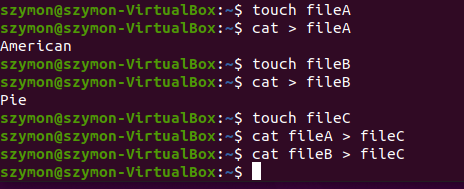 szymon@szymon-VirtualBox:~$ touch fileA
szymon@szymon-VirtualBox:~$ cat > fileA
American
szymon@szymon-VirtualBox:~$ touch fileB
szymon@szymon-VirtualBox:~$ cat > fileB
Pie
szymon@szymon-VirtualBox:~$ touch fileC
szymon@szymon-VirtualBox:~$ cat fileA > fileC
szymon@szymon-VirtualBox:~$ cat fileB > fileC
szymon@szymon-VirtualBox:~$